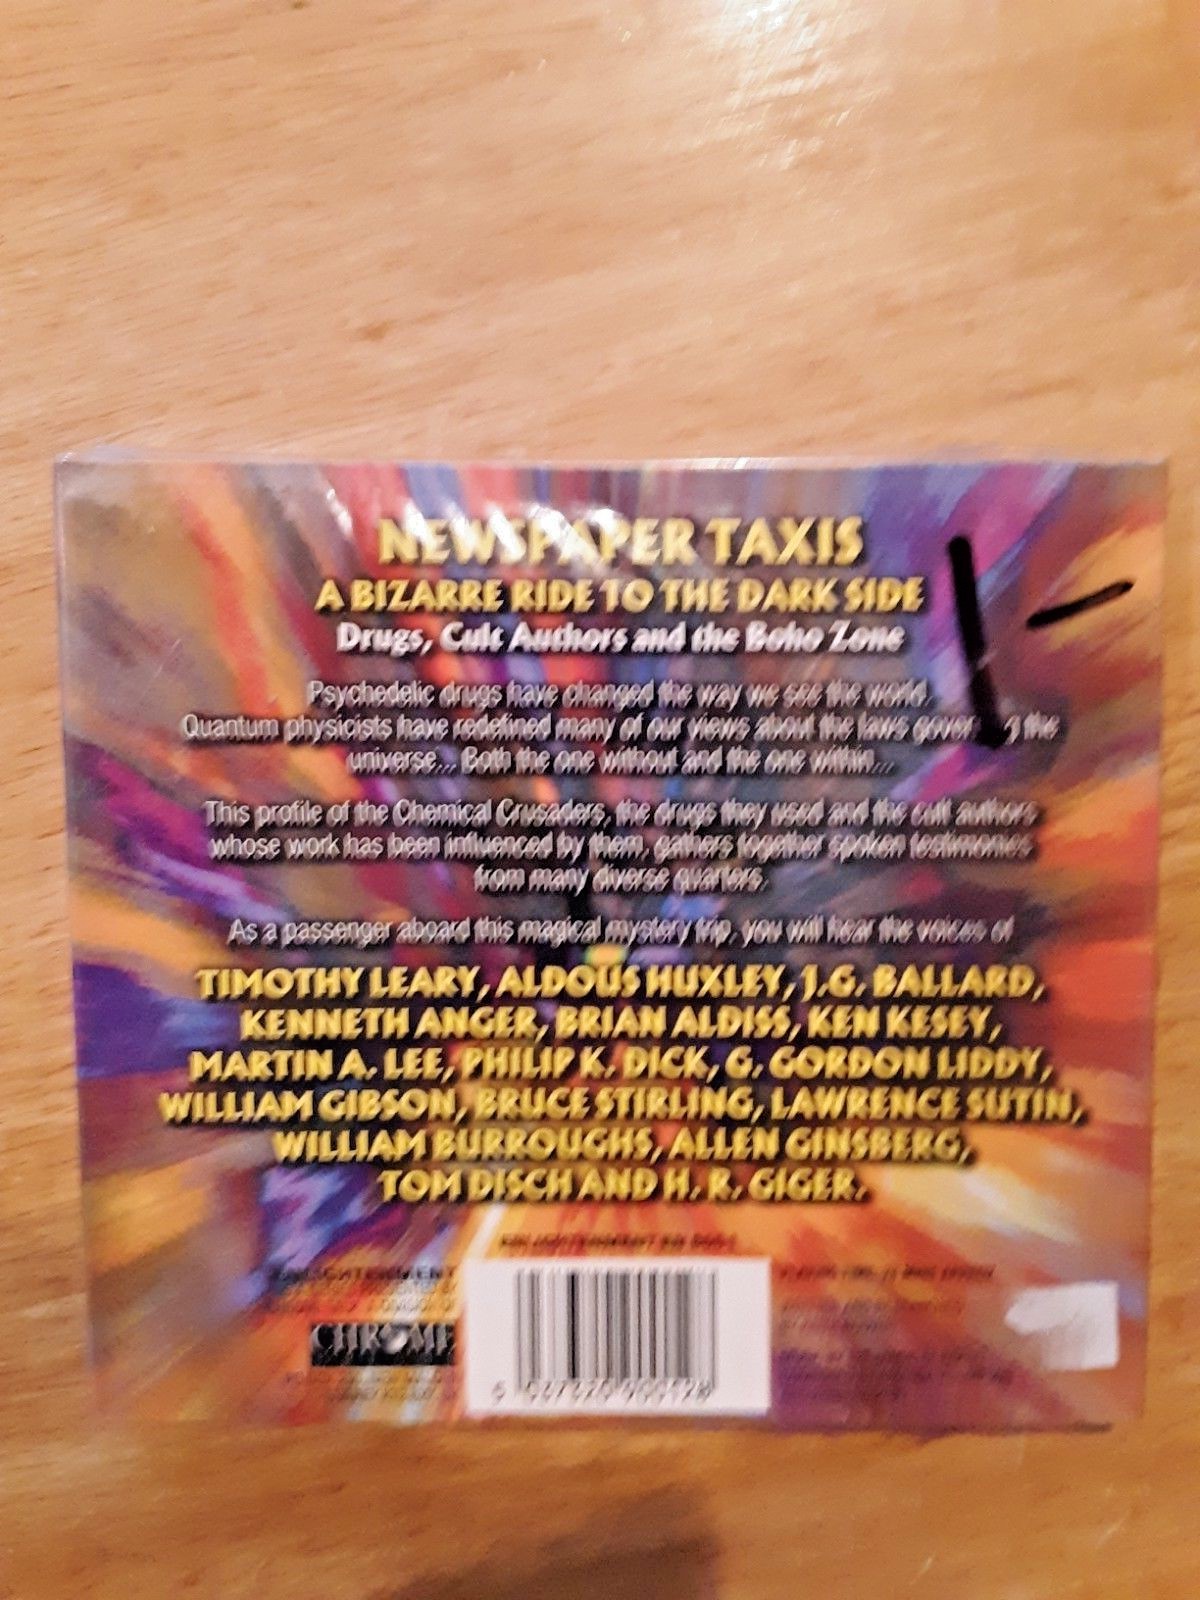 NEWSPAPER TAXIS
A BIZARRE RIDE TO THE DARK SIDE
Drugs, Cult Authors and the Boho Zone
Psychedelic drugs have changed the way we see the world.
Quantum physicists have redefined many of our views about the laws the
universe... Both the one without and the one within...
This profile of the Chemical Crusaders, the drugs they used and the cult authors
whose work has been influenced by them, gathers together spoken testimonies
from many diverse quarters.
As a passenger aboard this magical mystery trip, you will hear the voices of
TIMOTHY LEARY, ALDOUS HUXLEY, J.G. BALLARD,
KENNETH ANGER, BRIAN ALDISS, KEN KESEY,
MARTIN A. LEE, PHILIP K. DICK, G. GORDON LIDDY,
WILLIAM GIBSON, BRUCE STIRLING, LAWRENCE SUTIN,
WILLIAM BURROUGHS, ALLEN GINSBERG,
TOM DISCH AND H. R. GIGER.
ENLIGHTENMENT
CHROME